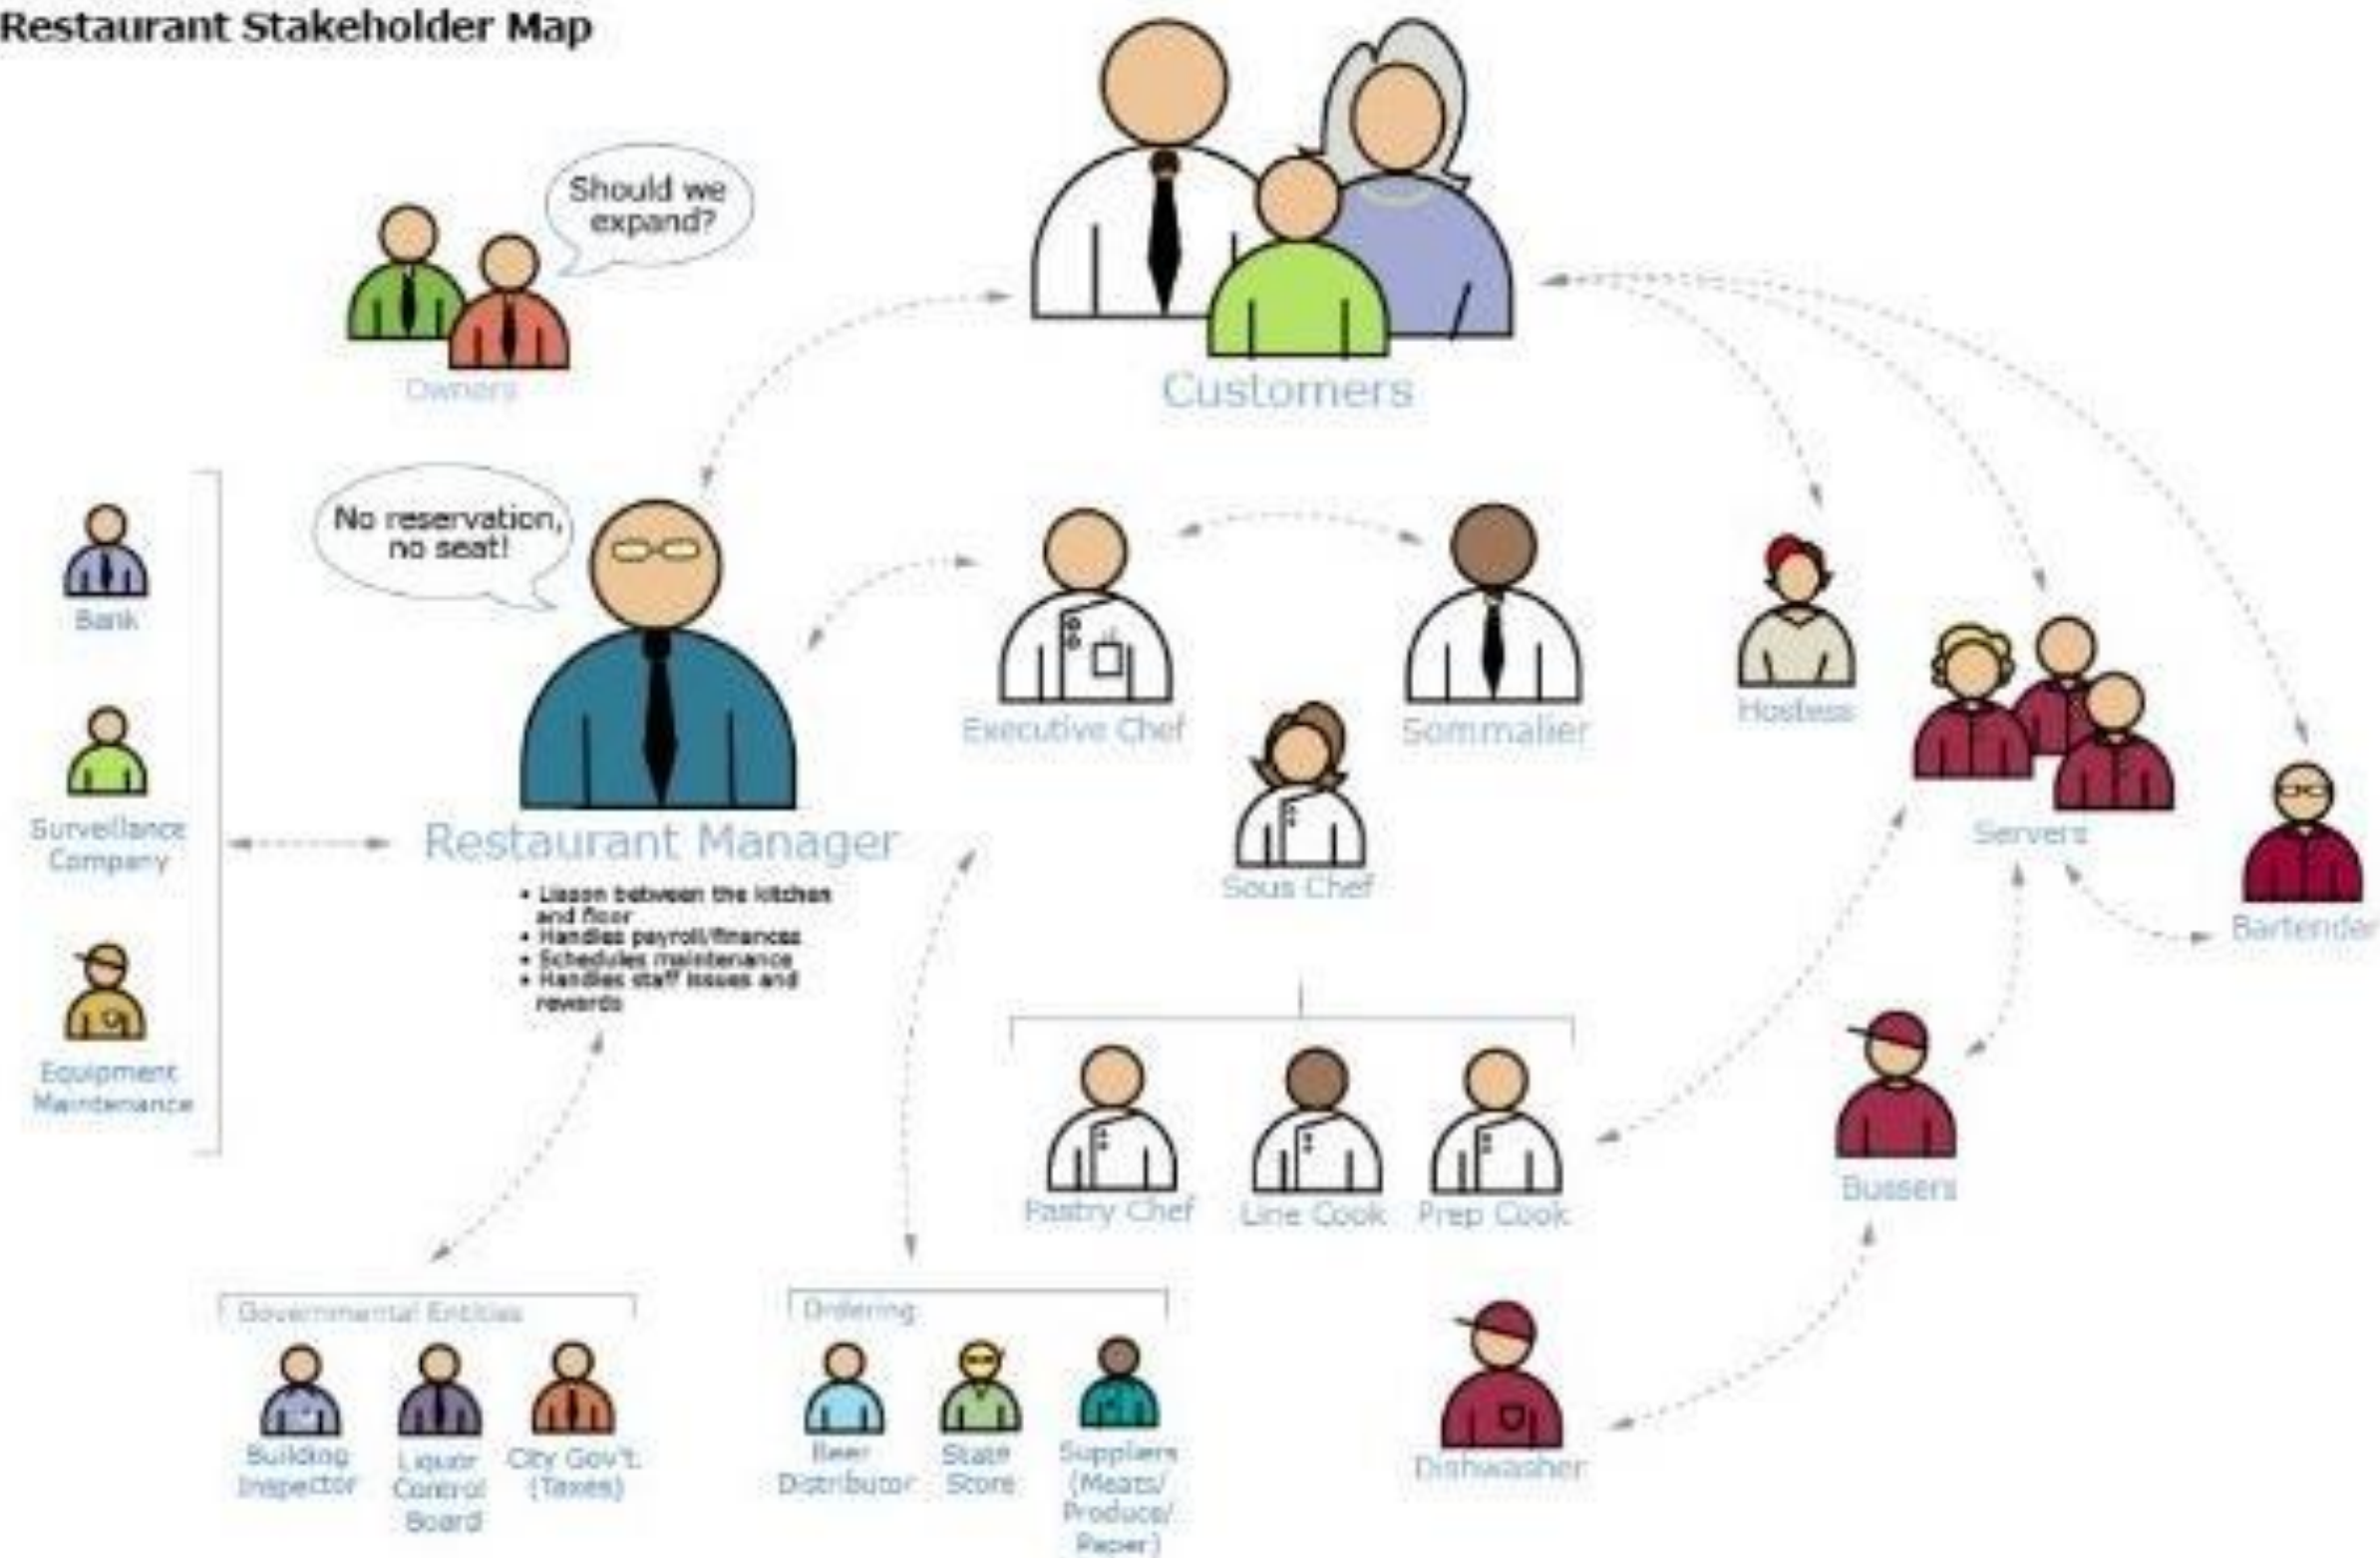 Restaurant Stakeholder Map
Should we
expand?
Owners
Customers
No reservation,
no seat!
Bank
Surveillance
Company
Equipment
Maintenance
Restaurant Manager
• Liason between the kitchen
and floor
• Handles payroll/finances
• Schedules maintenance
• Handles staff issues and
rewards
Executive Chef
Sommalier
Sous Chef
Hostess
Servers
Bartender
Pastry Chef
Line Cook
Prep Cook
Bussers
Dishwasher
Governmental Entities
Building
Inspector
Liquor
Control
Board
City Gov't.
(Taxes)
Ordering
Beer
Distributor
State
Store
Suppliers
(Meats/
Produce/
Paper)